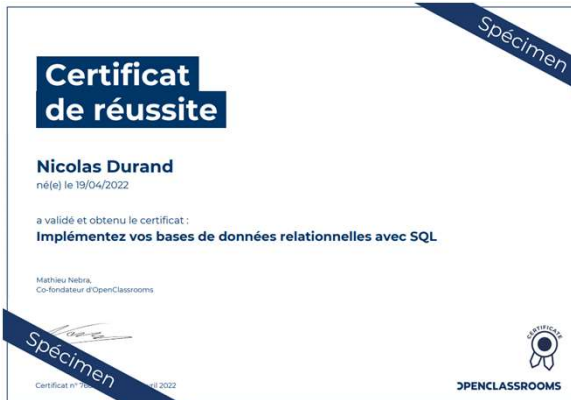 Spécimen
Certificat
de réussite
Nicolas Durand
né(e) le 19/04/2022
a validé et obtenu le certificat :
Implémentez vos bases de données relationnelles avec SQL
Mathieu Nebra,
Co-fondateur d'OpenClassrooms
Spécimen
CERTIFICATE
Certificat n° 2022
OPENCLASSROOMS